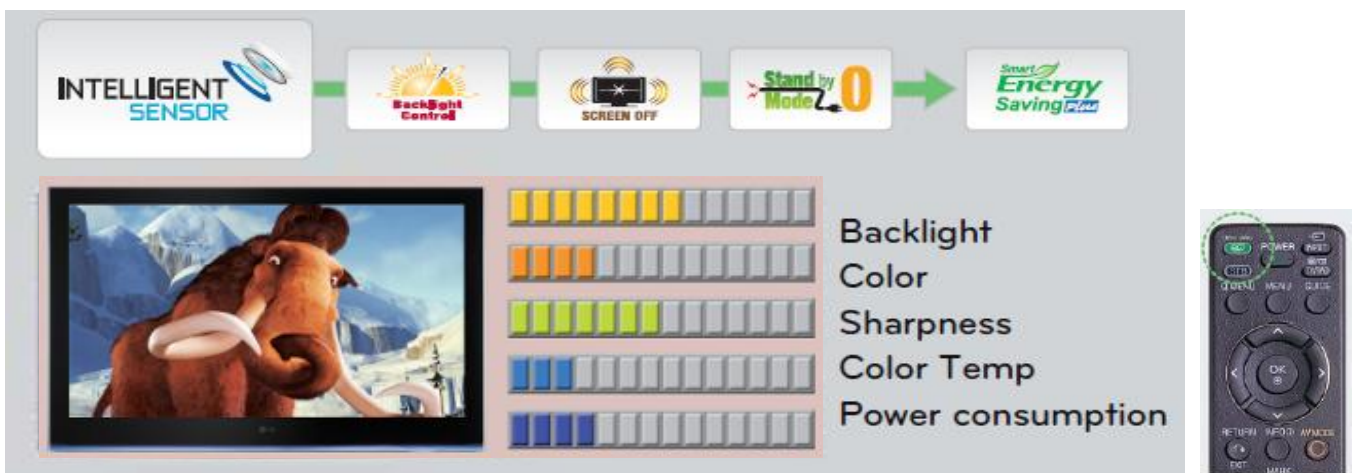 INTELLIGENT
SENSOR
Backlight
Control
SCREEN OFF
Stand by
Mode 0
Smart
Energy
Saving Plus
Backlight
Color
Sharpness
Color Temp
Power consumption
POWER
MENU
GUIDE
OK
RETURN
INFO
AV MODE
EXIT